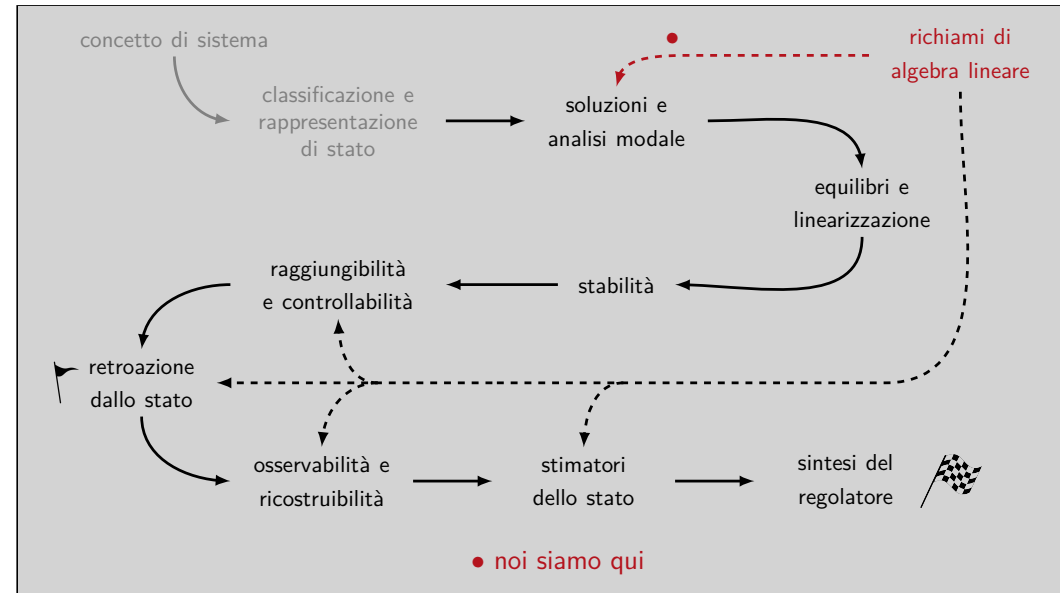 concetto di sistema
richiami di
algebra lineare
classificazione e
rappresentazione
di stato
soluzioni e
analisi modale
equilibri e
linearizzazione
raggiungibilità
e controllabilità
stabilità
retroazione
dallo stato
osservabilità e
ricostruibilità
stimatori
dello stato
sintesi del
regolatore
• noi siamo qui